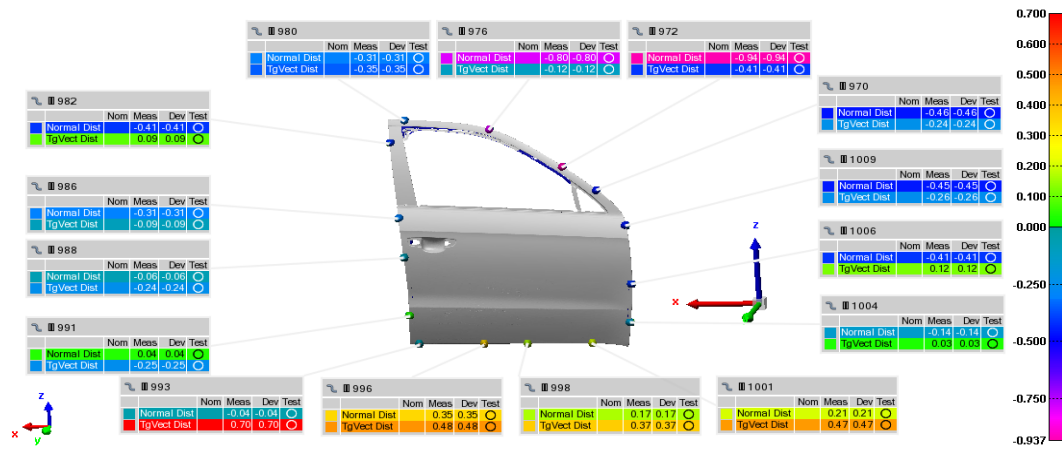 980
Nom Meas Dev Test
Normal Dist -0.31 -0.31
TgVect Dist -0.35 -0.35
976
Nom Meas Dev Test
Normal Dist -0.80 -0.80
TgVect Dist -0.12 -0.12
972
Nom Meas Dev Test
Normal Dist -0.94 -0.94
TgVect Dist -0.41 -0.41
982
Nom Meas Dev Test
Normal Dist -0.41 -0.41
TgVect Dist 0.09 0.09
970
Nom Meas Dev Test
Normal Dist -0.46 -0.46
TgVect Dist -0.24 -0.24
986
Nom Meas Dev Test
Normal Dist -0.31 -0.31
TgVect Dist -0.09 -0.09
1009
Nom Meas Dev Test
Normal Dist -0.45 -0.45
TgVect Dist -0.26 -0.26
988
Nom Meas Dev Test
Normal Dist -0.06 -0.06
TgVect Dist -0.24 -0.24
1006
Nom Meas Dev Test
Normal Dist -0.41 -0.41
TgVect Dist 0.12 0.12
991
Nom Meas Dev Test
Normal Dist 0.04 0.04
TgVect Dist -0.25 -0.25
1004
Nom Meas Dev Test
Normal Dist -0.14 -0.14
TgVect Dist 0.03 0.03
993
Nom Meas Dev Test
Normal Dist -0.04 -0.04
TgVect Dist 0.70 0.70
996
Nom Meas Dev Test
Normal Dist 0.35 0.35
TgVect Dist 0.48 0.48
998
Nom Meas Dev Test
Normal Dist 0.17 0.17
TgVect Dist 0.37 0.37
1001
Nom Meas Dev Test
Normal Dist 0.21 0.21
TgVect Dist 0.47 0.47
z
x
z
x
y
0.700
0.600
0.500
0.400
0.300
0.200
0.100
0.000
-0.250
-0.500
-0.750
-0.937